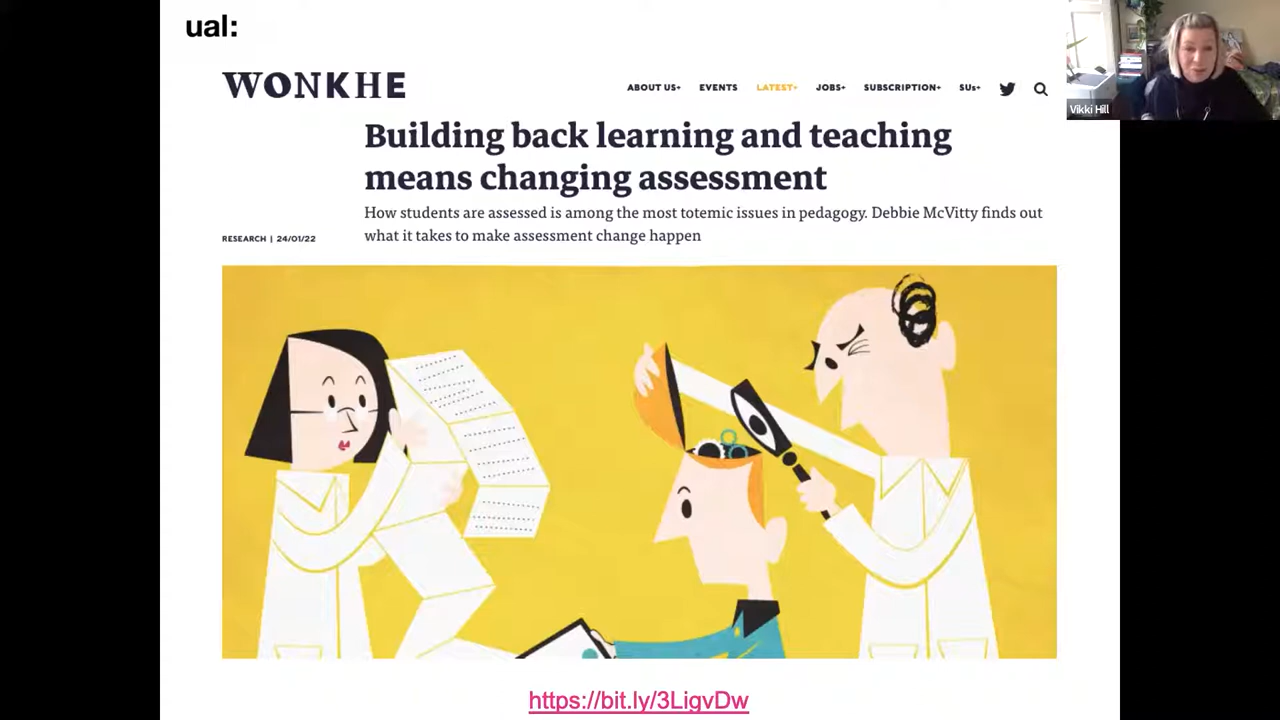 ual:
WONKHE
ABOUT US+ EVENTS LATEST+ JOBS+ SUBSCRIPTION+ SUs+
Vikki Hill
Building back learning and teaching
means changing assessment
How students are assessed is among the most totemic issues in pedagogy. Debbie McVitty finds out
what it takes to make assessment change happen
RESEARCH | 24/01/22
https://bit.ly/3LigvDw